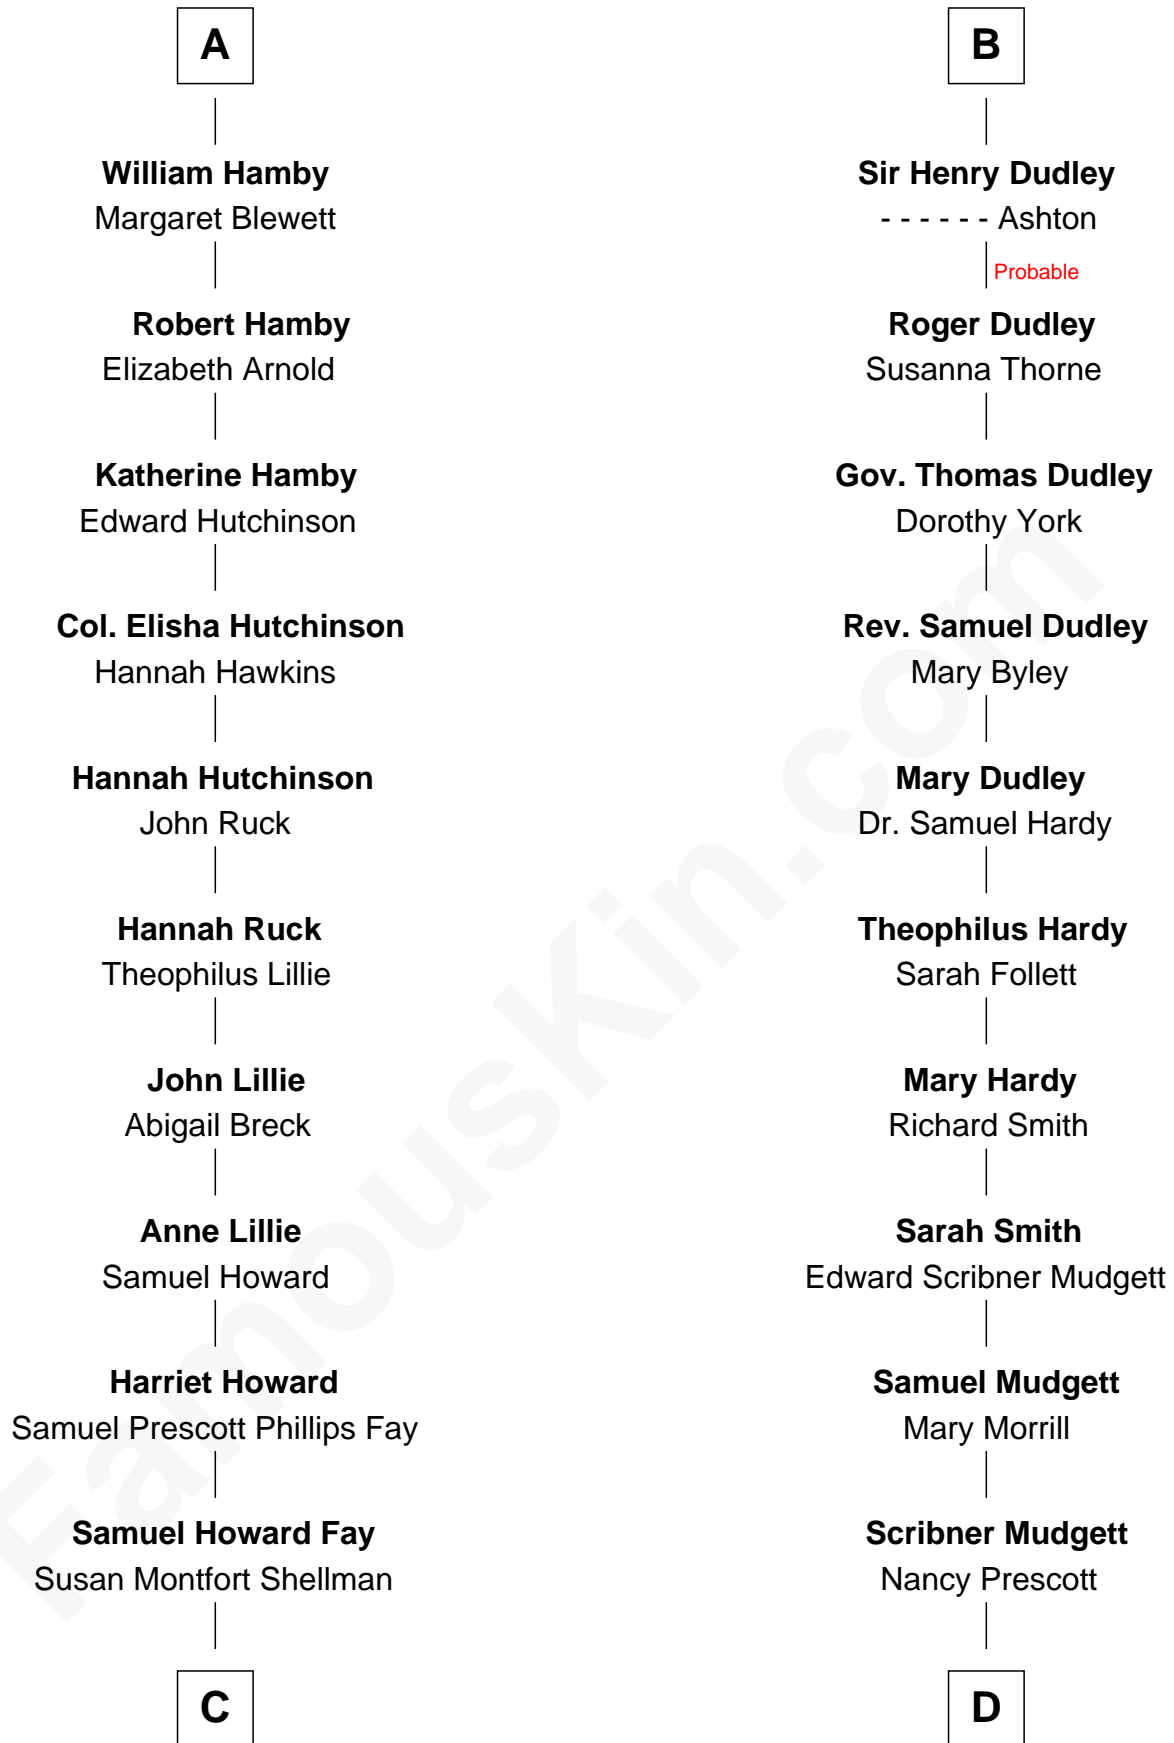 A
William Hamby
Margaret Blewett
Robert Hamby
Elizabeth Arnold
Katherine Hamby
Edward Hutchinson
Col. Elisha Hutchinson
Hannah Hawkins
Hannah Hutchinson
John Ruck
Hannah Ruck
Theophilus Lillie
John Lillie
Abigail Breck
Anne Lillie
Samuel Howard
Harriet Howard
Samuel Prescott Phillips Fay
Samuel Howard Fay
Susan Montfort Shellman
C
B
Sir Henry Dudley
- - - - - - Ashton
Probable
Roger Dudley
Susanna Thorne
Gov. Thomas Dudley
Dorothy York
Rev. Samuel Dudley
Mary Byley
Mary Dudley
Dr. Samuel Hardy
Theophilus Hardy
Sarah Follett
Mary Hardy
Richard Smith
Sarah Smith
Edward Scribner Mudgett
Samuel Mudgett
Mary Morrill
Scribner Mudgett
Nancy Prescott
D
FamousKin.com